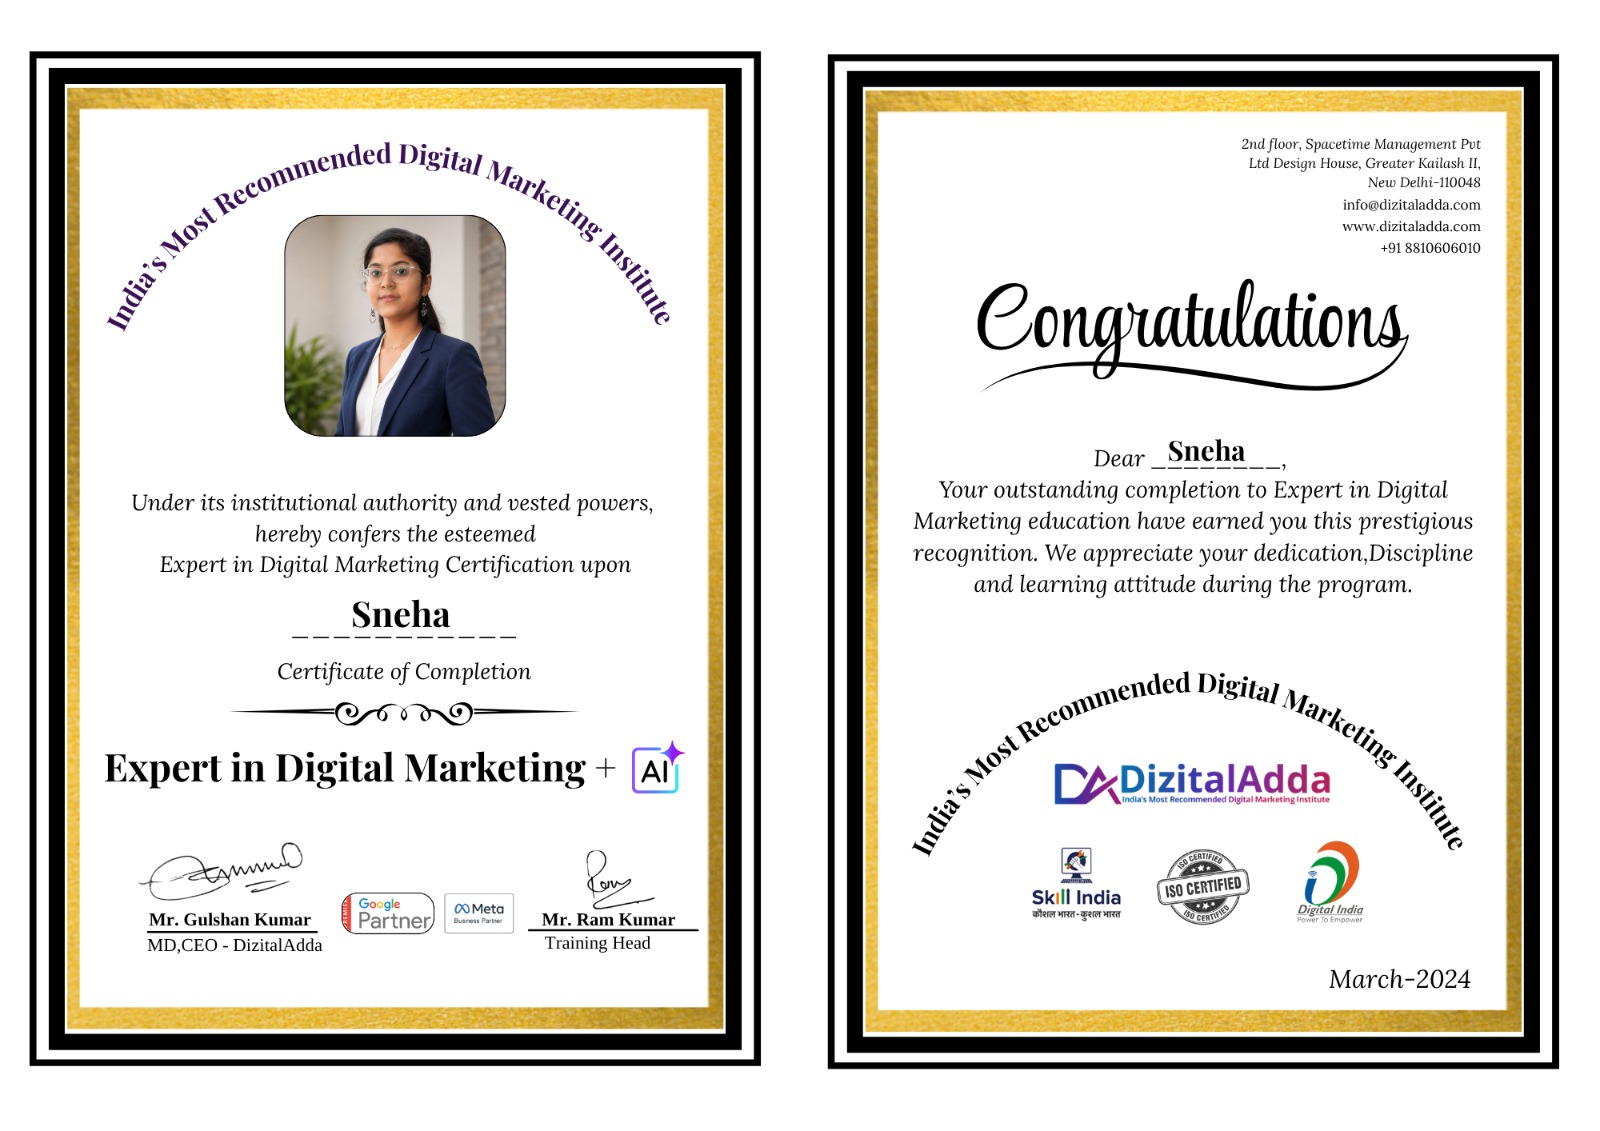 India's Most Recommended Digital Marketing Institute
Under its institutional authority and vested powers,
hereby confers the esteemed
Expert in Digital Marketing Certification upon
Sneha
Certificate of Completion
Expert in Digital Marketing + AI
Mr. Gulshan Kumar
MD,CEO - DizitalAdda
PREMIER
Google
Partner
Meta
Business Partner
Mr. Ram Kumar
Training Head
2nd floor, Spacetime Management Pvt
Ltd Design House, Greater Kailash II,
New Delhi-110048
info@dizitaladda.com
www.dizitaladda.com
+91 8810606010
Congratulations
Dear Sneha,
Your outstanding completion to Expert in Digital
Marketing education have earned you this prestigious
recognition. We appreciate your dedication,Discipline
and learning attitude during the program.
India's Most Recommended Digital Marketing Institute
DA DizitalAdda
India's Most Recommended Digital Marketing Institute
Skill India
कौशल भारत - कुशल भारत
ISO CERTIFIED
ISO CERTIFIED
ISO CERTIFIED
Digital India
Power To Empower
March-2024